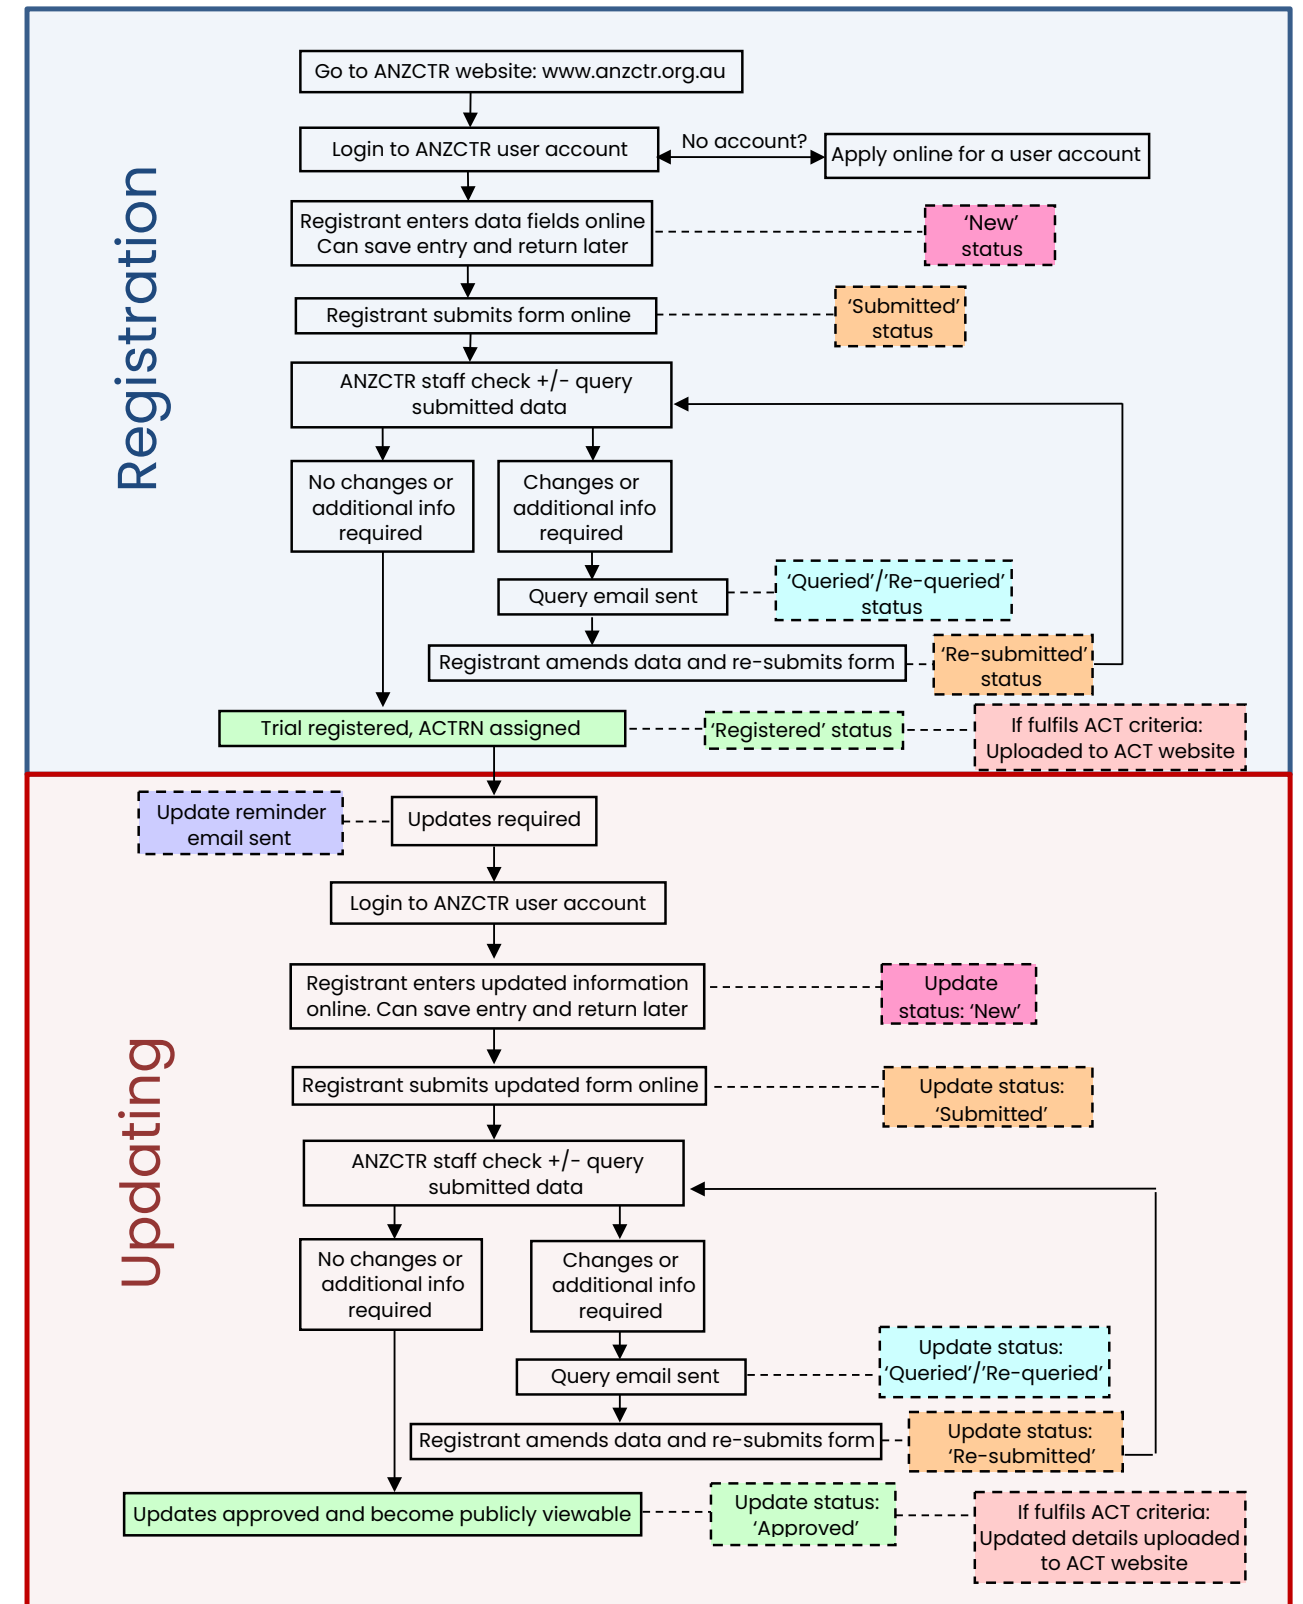 Registration
Go to ANZCTR website: www.anzctr.org.au
Login to ANZCTR user account
No account?
Apply online for a user account
Registrant enters data fields online
Can save entry and return later
‘New’
status
Registrant submits form online
‘Submitted’
status
ANZCTR staff check +/- query
submitted data
No changes or
additional info
required
Changes or
additional info
required
Query email sent
‘Queried’/’Re-queried’
status
Registrant amends data and re-submits form
‘Re-submitted’
status
Trial registered, ACTRN assigned
‘Registered’ status
If fulfils ACT criteria:
Uploaded to ACT website
Updating
Update reminder
email sent
Updates required
Login to ANZCTR user account
Registrant enters updated information
online. Can save entry and return later
Update
status: ‘New’
Registrant submits updated form online
Update status:
‘Submitted’
ANZCTR staff check +/- query
submitted data
No changes or
additional info
required
Changes or
additional info
required
Query email sent
Update status:
‘Queried’/’Re-queried’
Registrant amends data and re-submits form
Update status:
‘Re-submitted’
Updates approved and become publicly viewable
Update status:
‘Approved’
If fulfils ACT criteria:
Updated details uploaded
to ACT website